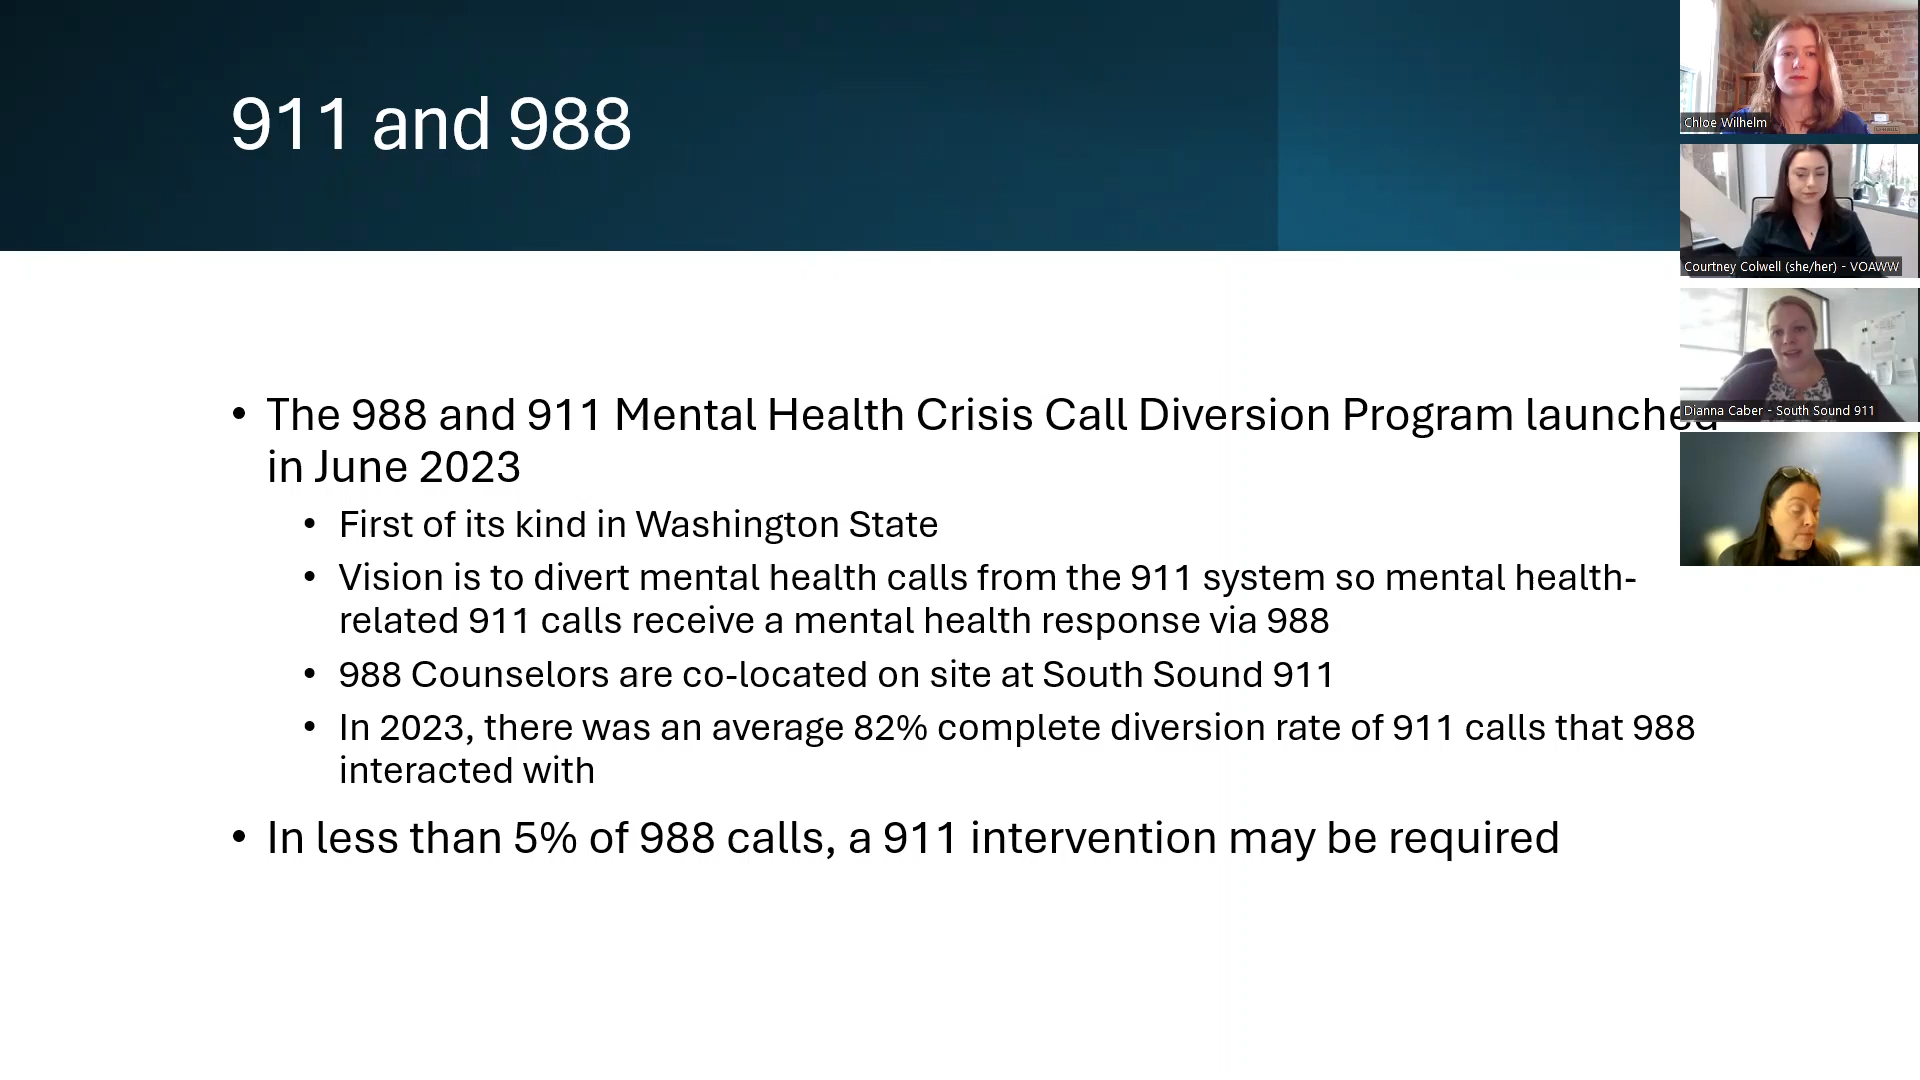 911 and 988
• The 988 and 911 Mental Health Crisis Call Diversion Program launched
in June 2023
• First of its kind in Washington State
• Vision is to divert mental health calls from the 911 system so mental health-
related 911 calls receive a mental health response via 988
• 988 Counselors are co-located on site at South Sound 911
• In 2023, there was an average 82% complete diversion rate of 911 calls that 988
interacted with
• In less than 5% of 988 calls, a 911 intervention may be required
Chloe Wilhelm
Courtney Colwell (she/her) - VOAWW
Dianna Caber - South Sound 911